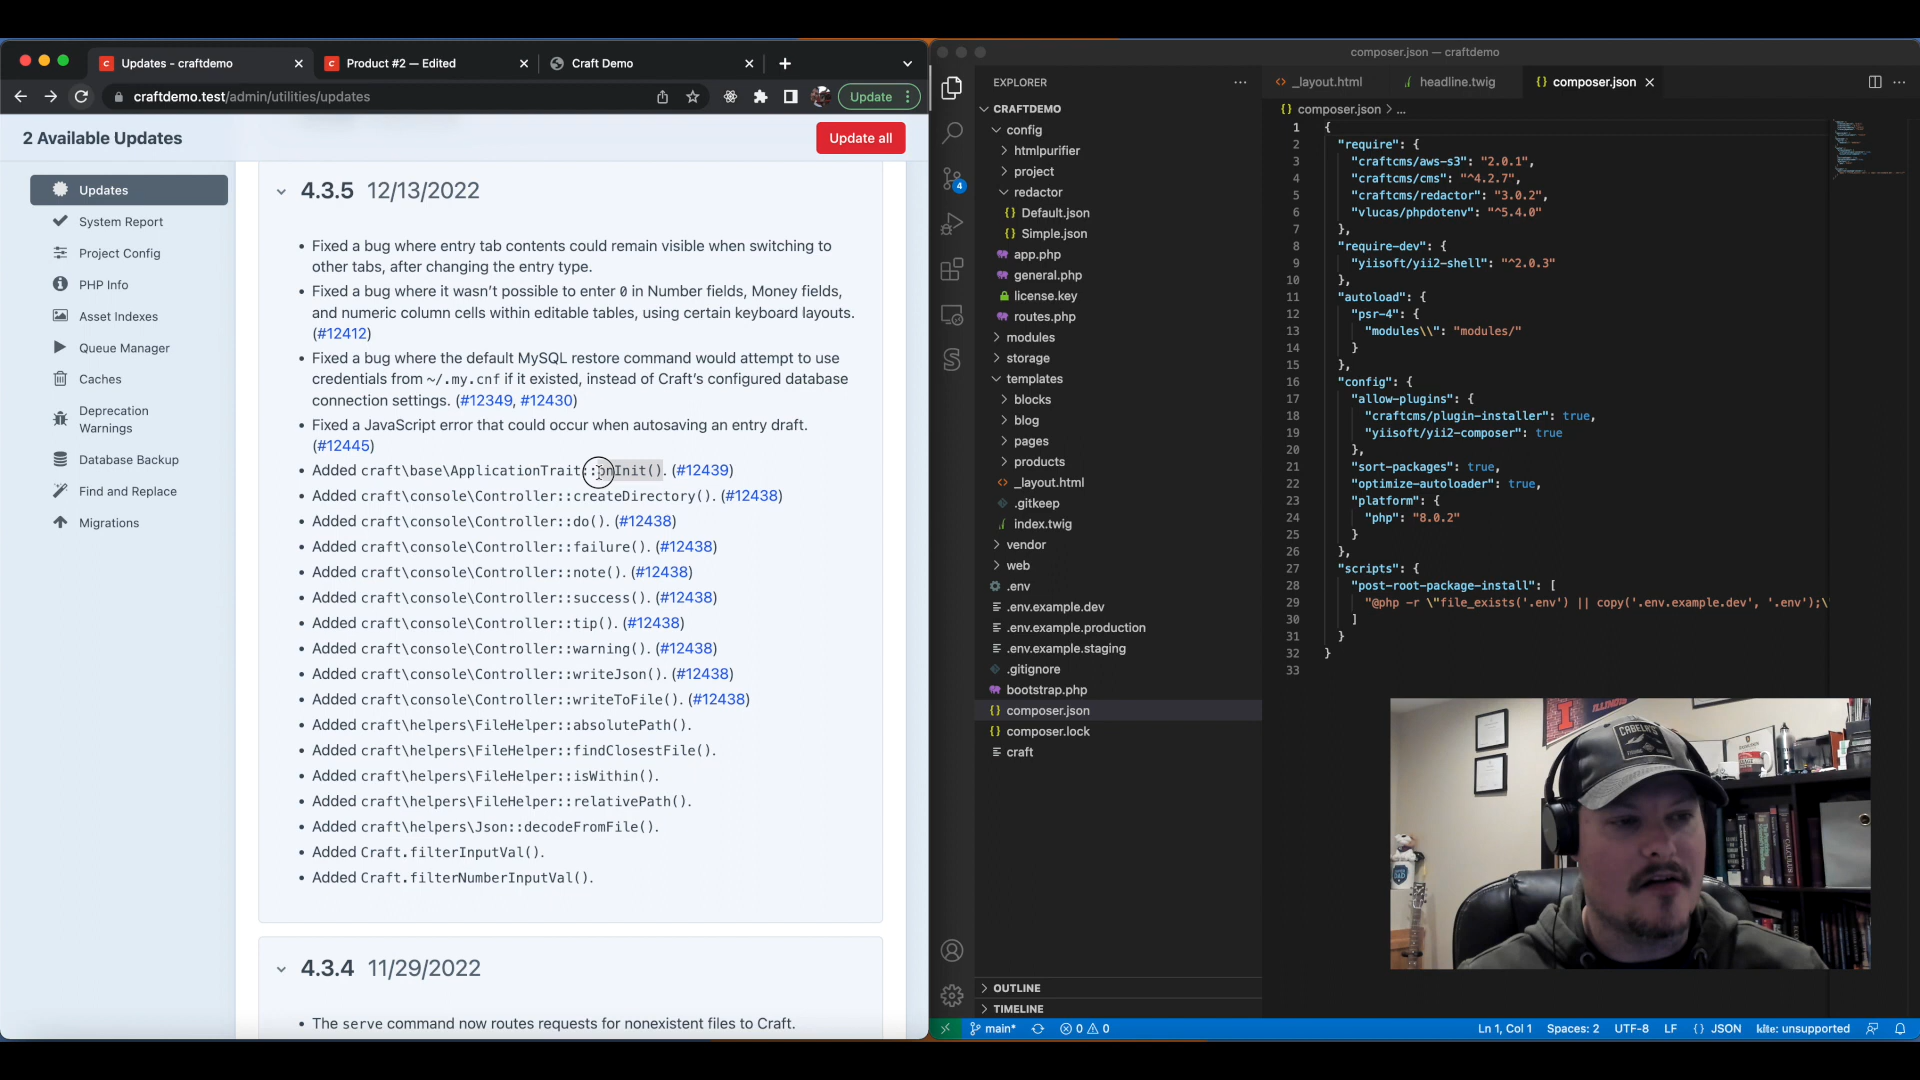 Updates - craftdemo
Product #2 — Edited
Craft Demo
craftdemo.test/admin/utilities/updates
Update
2 Available Updates
Update all
Updates
System Report
Project Config
PHP Info
Asset Indexes
Queue Manager
Caches
Deprecation
Warnings
Database Backup
Find and Replace
Migrations
4.3.5 12/13/2022
• Fixed a bug where entry tab contents could remain visible when switching to
other tabs, after changing the entry type.
• Fixed a bug where it wasn’t possible to enter 0 in Number fields, Money fields,
and numeric column cells within editable tables, using certain keyboard layouts.
(#12412)
• Fixed a bug where the default MySQL restore command would attempt to use
credentials from ~/.my.cnf if it existed, instead of Craft’s configured database
connection settings. (#12349, #12430)
• Fixed a JavaScript error that could occur when autosaving an entry draft.
(#12445)
• Added craft\base\ApplicationTrait::onInit(). (#12439)
• Added craft\console\Controller::createDirectory(). (#12438)
• Added craft\console\Controller::do(). (#12438)
• Added craft\console\Controller::failure(). (#12438)
• Added craft\console\Controller::note(). (#12438)
• Added craft\console\Controller::success(). (#12438)
• Added craft\console\Controller::tip(). (#12438)
• Added craft\console\Controller::warning(). (#12438)
• Added craft\console\Controller::writeJson(). (#12438)
• Added craft\console\Controller::writeToFile(). (#12438)
• Added craft\helpers\FileHelper::absolutePath().
• Added craft\helpers\FileHelper::findClosestFile().
• Added craft\helpers\FileHelper::isWithin().
• Added craft\helpers\FileHelper::relativePath().
• Added craft\helpers\Json::decodeFromFile().
• Added Craft.filterInputVal().
• Added Craft.filterNumberInputVal().
4.3.4 11/29/2022
• The serve command now routes requests for nonexistent files to Craft.
composer.json — craftdemo
EXPLORER
4
CRAFTDEMO
config
htmlpurifier
project
redactor
{} Default.json
{} Simple.json
app.php
general.php
license.key
routes.php
modules
storage
templates
blocks
blog
pages
products
<> _layout.html
.gitkeep
index.twig
vendor
web
.env
.env.example.dev
.env.example.production
.env.example.staging
.gitignore
bootstrap.php
{} composer.json
{} composer.lock
craft
OUTLINE
TIMELINE
<> _layout.html
headline.twig
{} composer.json
{} composer.json > ...
1 {
2 "require": {
3 "craftcms/aws-s3": "2.0.1",
4 "craftcms/cms": "^4.2.7",
5 "craftcms/redactor": "3.0.2",
6 "vlucas/phpdotenv": "^5.4.0"
7 },
8 "require-dev": {
9 "yiisoft/yii2-shell": "^2.0.3"
10 },
11 "autoload": {
12 "psr-4": {
13 "modules\\": "modules/"
14 }
15 },
16 "config": {
17 "allow-plugins": {
18 "craftcms/plugin-installer": true,
19 "yiisoft/yii2-composer": true
20 },
21 "sort-packages": true,
22 "optimize-autoloader": true,
23 "platform": {
24 "php": "8.0.2"
25 }
26 },
27 "scripts": {
28 "post-root-package-install": [
29 "@php -r \"file_exists('.env') || copy('.env.example.dev', '.env');\
30 ]
31 }
32 }
33
ILLINOIS
CABELA'S
CALCULUS
main*
0 0
Ln 1, Col 1
Spaces: 2
UTF-8
LF
{} JSON
kite: unsupported